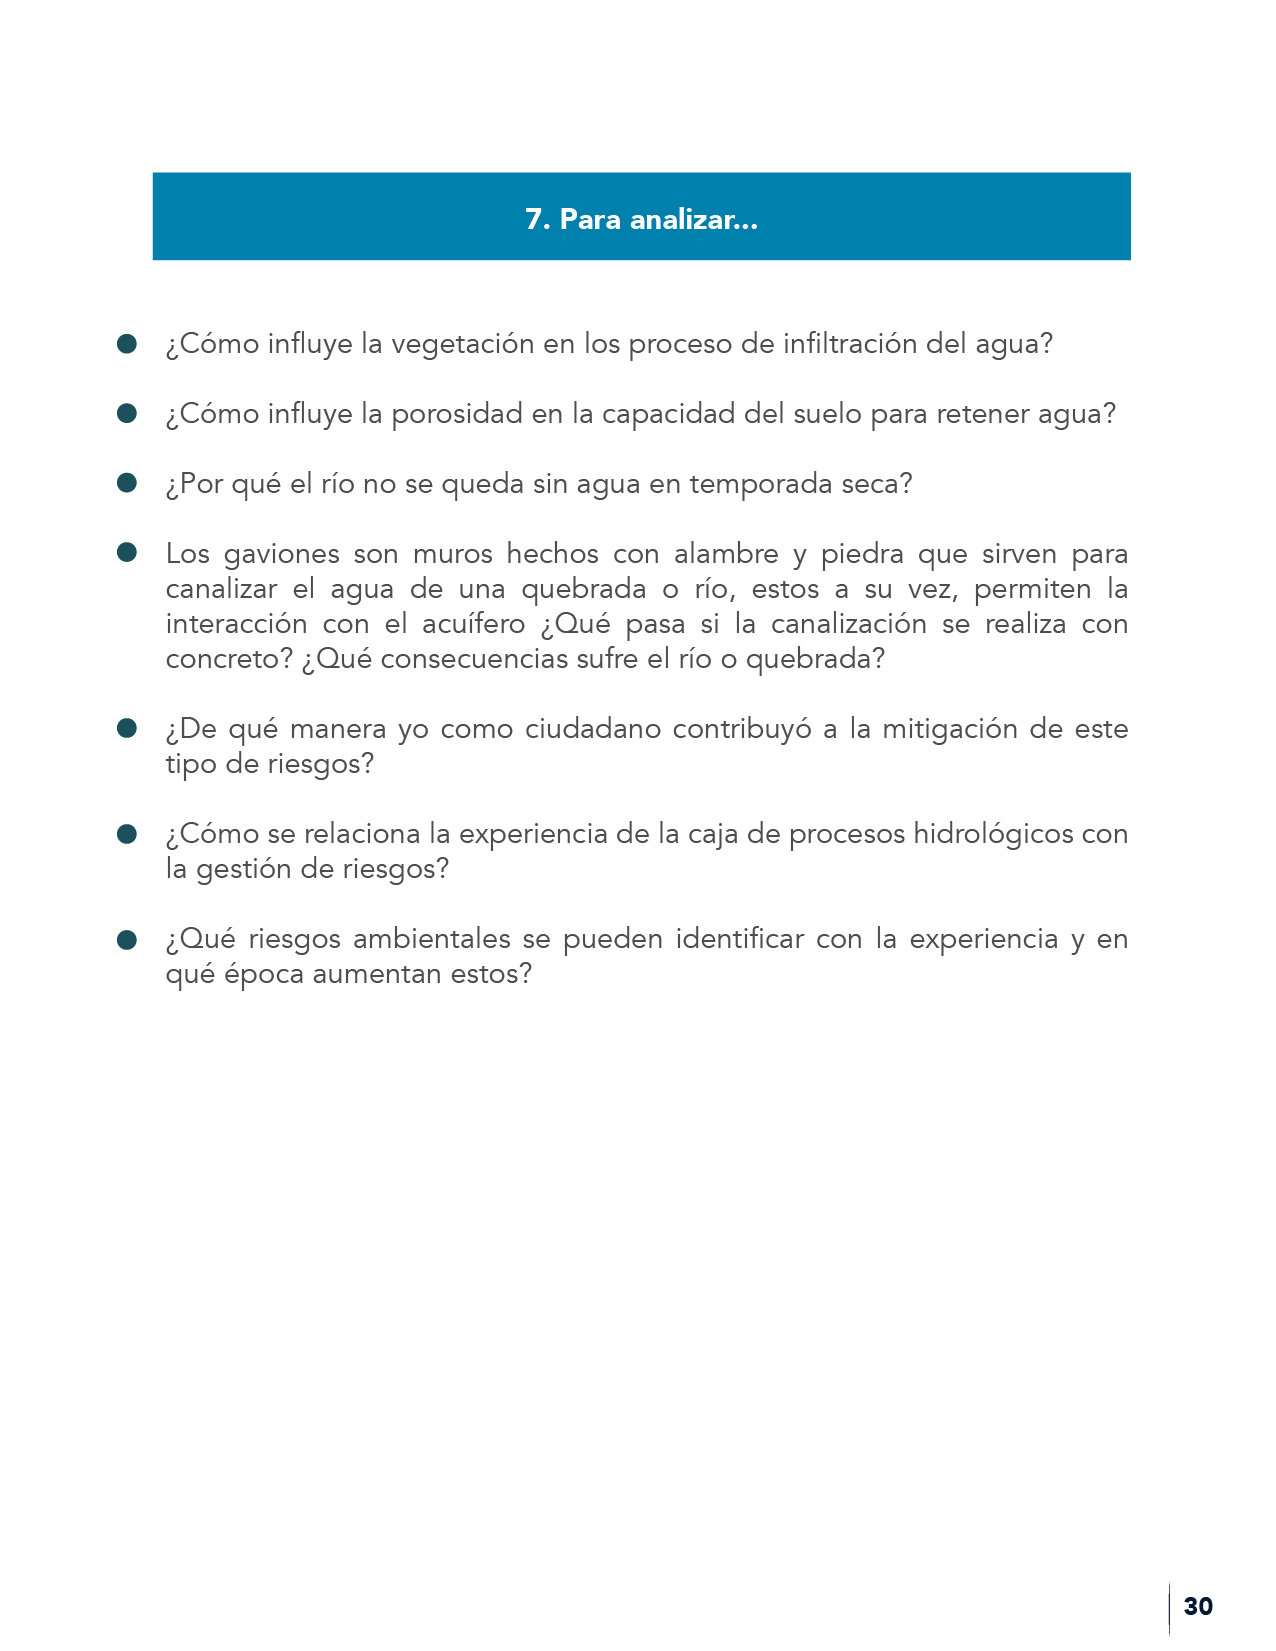 7. Para analizar...
¿Cómo influye la vegetación en los proceso de infiltración del agua?
¿Cómo influye la porosidad en la capacidad del suelo para retener agua?
¿Por qué el río no se queda sin agua en temporada seca?
Los gaviones son muros hechos con alambre y piedra que sirven para
canalizar el agua de una quebrada o río, estos a su vez, permiten la
interacción con el acuífero ¿Qué pasa si la canalización se realiza con
concreto? ¿Qué consecuencias sufre el río o quebrada?
¿De qué manera yo como ciudadano contribuyó a la mitigación de este
tipo de riesgos?
¿Cómo se relaciona la experiencia de la caja de procesos hidrológicos con
la gestión de riesgos?
¿Qué riesgos ambientales se pueden identificar con la experiencia y en
qué época aumentan estos?
30